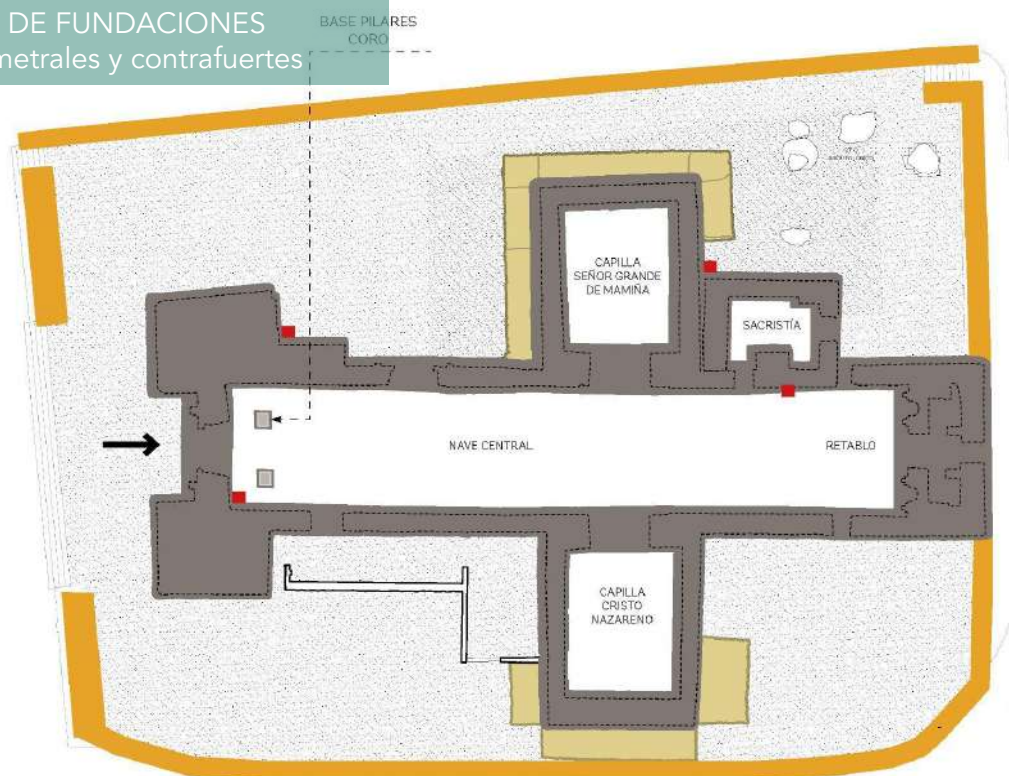 DE FUNDACIONES
metrales y contrafuertes
BASE PILARES
CORO
CAPILLA
SEÑOR GRANDE
DE MAMIÑA
SACRISTÍA
NAVE CENTRAL
RETABLO
CAPILLA
CRISTO
NAZARENO